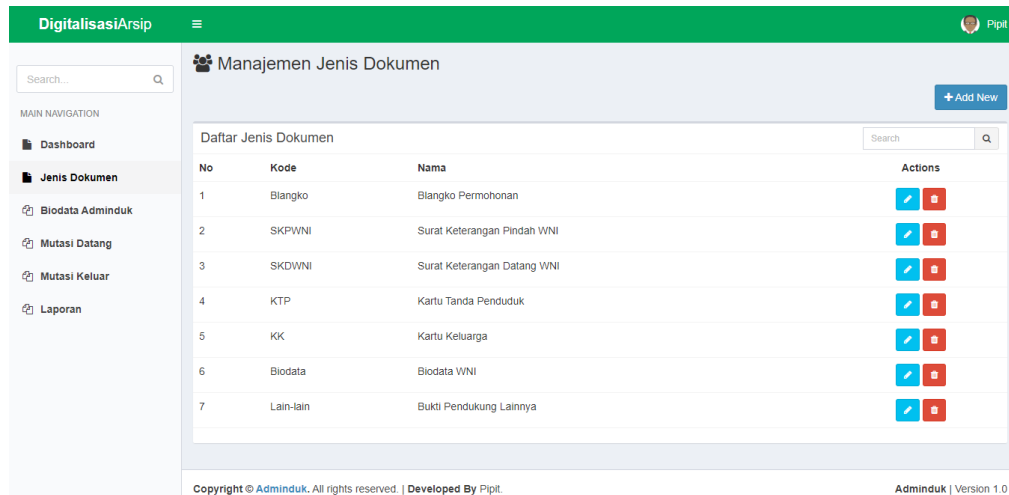 DigitalisasiArsip
Pipit
Search...
MAIN NAVIGATION
Dashboard
Jenis Dokumen
Biodata Adminduk
Mutasi Datang
Mutasi Keluar
Laporan
Manajemen Jenis Dokumen
+ Add New
Daftar Jenis Dokumen
Search
No Kode Nama Actions
1 Blangko Blangko Permohonan
2 SKPWNI Surat Keterangan Pindah WNI
3 SKDWNI Surat Keterangan Datang WNI
4 KTP Kartu Tanda Penduduk
5 KK Kartu Keluarga
6 Biodata Biodata WNI
7 Lain-lain Bukti Pendukung Lainnya
Copyright © Adminduk. All rights reserved. | Developed By Pipit.
Adminduk | Version 1.0